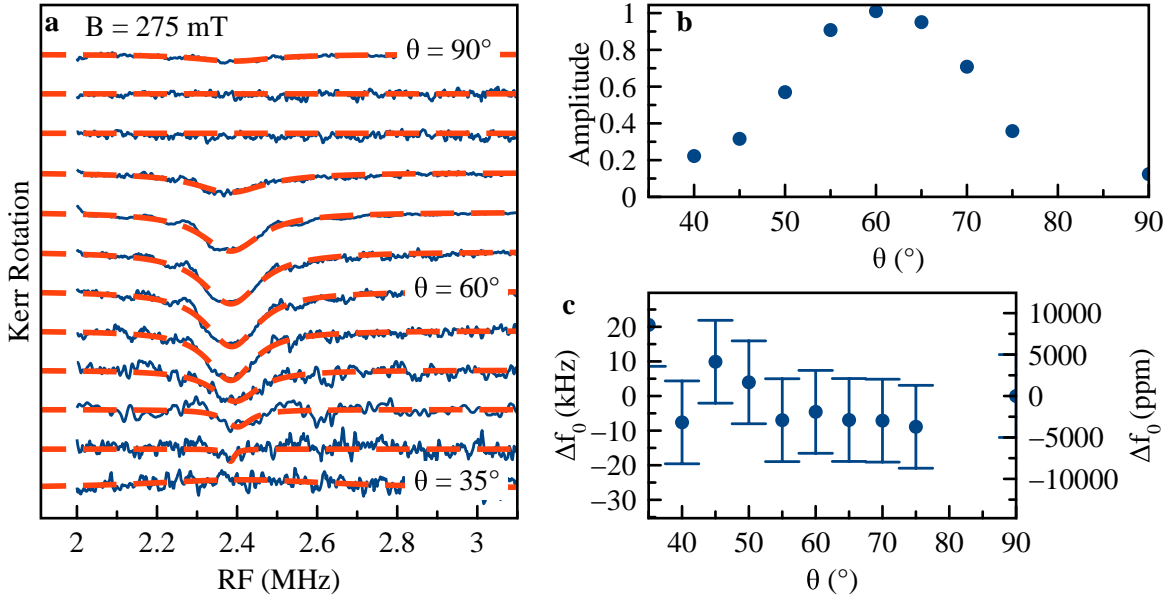 a
B = 275 mT
θ = 90°
θ = 60°
θ = 35°
Kerr Rotation
2 2.2 2.4 2.6 2.8 3
RF (MHz)
b
1
0.8
0.6
0.4
0.2
0
Amplitude
40 50 60 70 80 90
θ (°)
c
20
10
0
−10
−20
−30
Δf₀ (kHz)
10000
5000
0
−5000
−10000
Δf₀ (ppm)
40 50 60 70 80 90
θ (°)